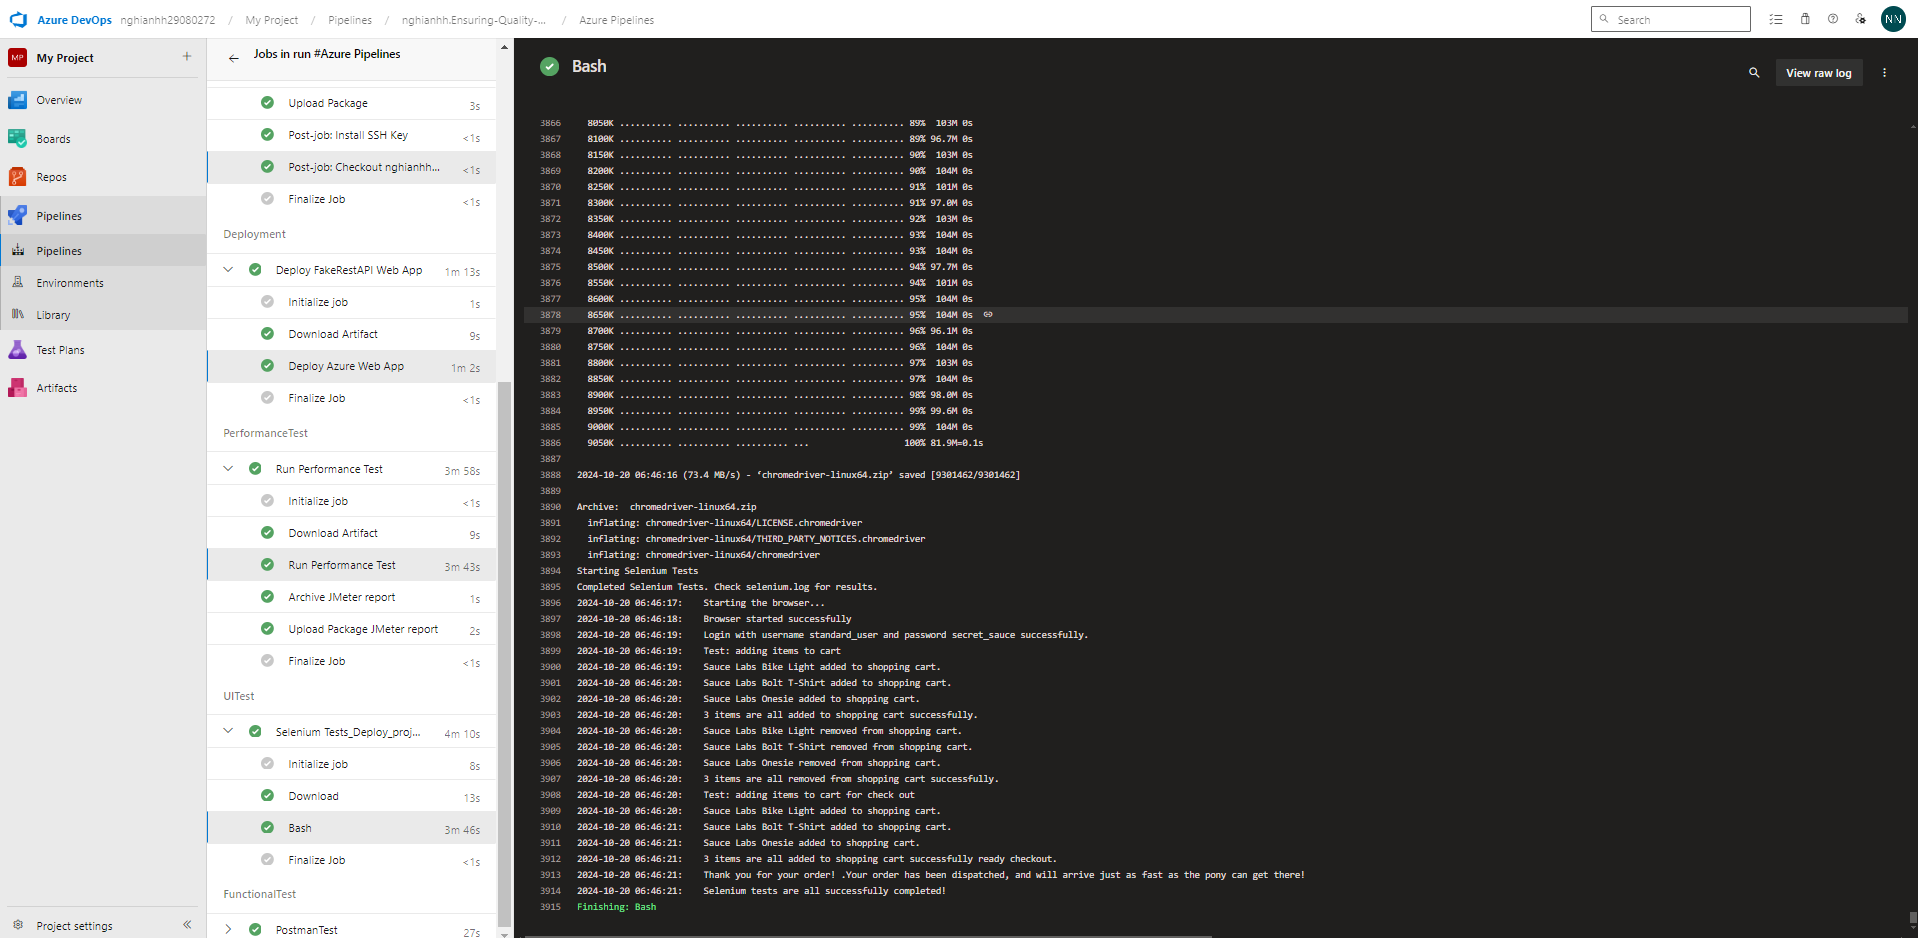 Azure DevOps nghianhh29080272 / My Project / Pipelines / nghianhh.Ensuring-Quality-... / Azure Pipelines
Search
NN
MP My Project +
Overview
Boards
Repos
Pipelines
Pipelines
Environments
Library
Test Plans
Artifacts
Project settings
Jobs in run #Azure Pipelines
Upload Package 3s
Post-job: Install SSH Key <1s
Post-job: Checkout nghianhh... <1s
Finalize Job <1s
Deployment
Deploy FakeRestAPI Web App 1m 13s
Initialize job 1s
Download Artifact 9s
Deploy Azure Web App 1m 2s
Finalize Job <1s
PerformanceTest
Run Performance Test 3m 58s
Initialize job <1s
Download Artifact 9s
Run Performance Test 3m 43s
Archive JMeter report 1s
Upload Package JMeter report 2s
Finalize Job <1s
UITest
Selenium Tests_Deploy_proj... 4m 10s
Initialize job 8s
Download 13s
Bash 3m 46s
Finalize Job <1s
FunctionalTest
PostmanTest 27s
Bash
View raw log
3866 8050K .......... .......... .......... .......... .......... 89% 103M 0s
3867 8100K .......... .......... .......... .......... .......... 89% 96.7M 0s
3868 8150K .......... .......... .......... .......... .......... 90% 103M 0s
3869 8200K .......... .......... .......... .......... .......... 90% 104M 0s
3870 8250K .......... .......... .......... .......... .......... 91% 101M 0s
3871 8300K .......... .......... .......... .......... .......... 91% 97.0M 0s
3872 8350K .......... .......... .......... .......... .......... 92% 103M 0s
3873 8400K .......... .......... .......... .......... .......... 93% 104M 0s
3874 8450K .......... .......... .......... .......... .......... 93% 104M 0s
3875 8500K .......... .......... .......... .......... .......... 94% 97.7M 0s
3876 8550K .......... .......... .......... .......... .......... 94% 101M 0s
3877 8600K .......... .......... .......... .......... .......... 95% 104M 0s
3878 8650K .......... .......... .......... .......... .......... 95% 104M 0s
3879 8700K .......... .......... .......... .......... .......... 96% 96.1M 0s
3880 8750K .......... .......... .......... .......... .......... 96% 104M 0s
3881 8800K .......... .......... .......... .......... .......... 97% 103M 0s
3882 8850K .......... .......... .......... .......... .......... 97% 104M 0s
3883 8900K .......... .......... .......... .......... .......... 98% 98.0M 0s
3884 8950K .......... .......... .......... .......... .......... 99% 99.6M 0s
3885 9000K .......... .......... .......... .......... .......... 99% 104M 0s
3886 9050K .......... .......... .......... ... 100% 81.9M=0.1s
3887
3888 2024-10-20 06:46:16 (73.4 MB/s) - ‘chromedriver-linux64.zip’ saved [9301462/9301462]
3889
3890 Archive: chromedriver-linux64.zip
3891 inflating: chromedriver-linux64/LICENSE.chromedriver
3892 inflating: chromedriver-linux64/THIRD_PARTY_NOTICES.chromedriver
3893 inflating: chromedriver-linux64/chromedriver
3894 Starting Selenium Tests
3895 Completed Selenium Tests. Check selenium.log for results.
3896 2024-10-20 06:46:17: Starting the browser...
3897 2024-10-20 06:46:18: Browser started successfully
3898 2024-10-20 06:46:19: Login with username standard_user and password secret_sauce successfully.
3899 2024-10-20 06:46:19: Test: adding items to cart
3900 2024-10-20 06:46:19: Sauce Labs Bike Light added to shopping cart.
3901 2024-10-20 06:46:20: Sauce Labs Bolt T-Shirt added to shopping cart.
3902 2024-10-20 06:46:20: Sauce Labs Onesie added to shopping cart.
3903 2024-10-20 06:46:20: 3 items are all added to shopping cart successfully.
3904 2024-10-20 06:46:20: Sauce Labs Bike Light removed from shopping cart.
3905 2024-10-20 06:46:20: Sauce Labs Bolt T-Shirt removed from shopping cart.
3906 2024-10-20 06:46:20: Sauce Labs Onesie removed from shopping cart.
3907 2024-10-20 06:46:20: 3 items are all removed from shopping cart successfully.
3908 2024-10-20 06:46:20: Test: adding items to cart for check out
3909 2024-10-20 06:46:20: Sauce Labs Bike Light added to shopping cart.
3910 2024-10-20 06:46:21: Sauce Labs Bolt T-Shirt added to shopping cart.
3911 2024-10-20 06:46:21: Sauce Labs Onesie added to shopping cart.
3912 2024-10-20 06:46:21: 3 items are all added to shopping cart successfully ready checkout.
3913 2024-10-20 06:46:21: Thank you for your order! .Your order has been dispatched, and will arrive just as fast as the pony can get there!
3914 2024-10-20 06:46:21: Selenium tests are all successfully completed!
3915 Finishing: Bash